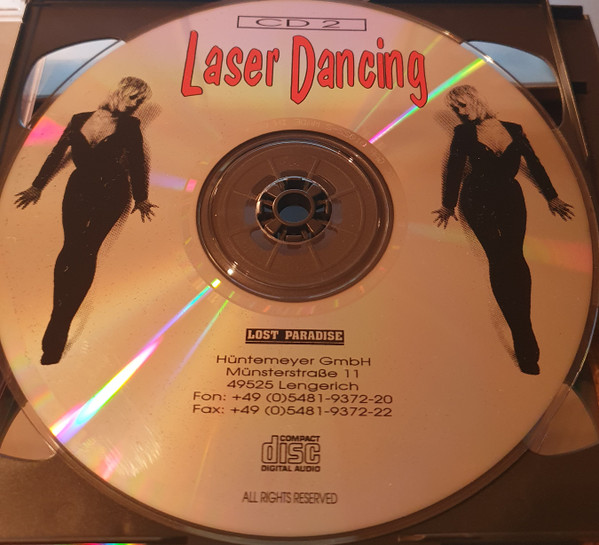 CD 2
Laser Dancing
LOST PARADISE
Hüntemeyer GmbH
Münsterstraße 11
49525 Lengerich
Fon: +49 (0)5481-9372-20
Fax: +49 (0)5481-9372-22
COMPACT
disc
DIGITAL AUDIO
ALL RIGHTS RESERVED